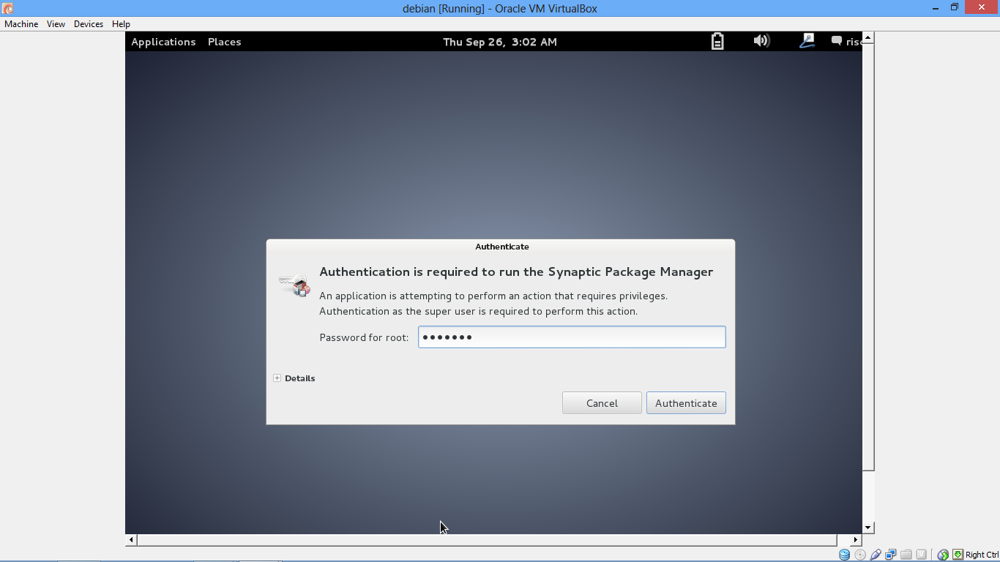 debian [Running] - Oracle VM VirtualBox
Machine View Devices Help
Applications Places Thu Sep 26, 3:02 AM
Authenticate
Authentication is required to run the Synaptic Package Manager
An application is attempting to perform an action that requires privileges.
Authentication as the super user is required to perform this action.
Password for root: •••••••
Details
Cancel Authenticate
Right Ctrl